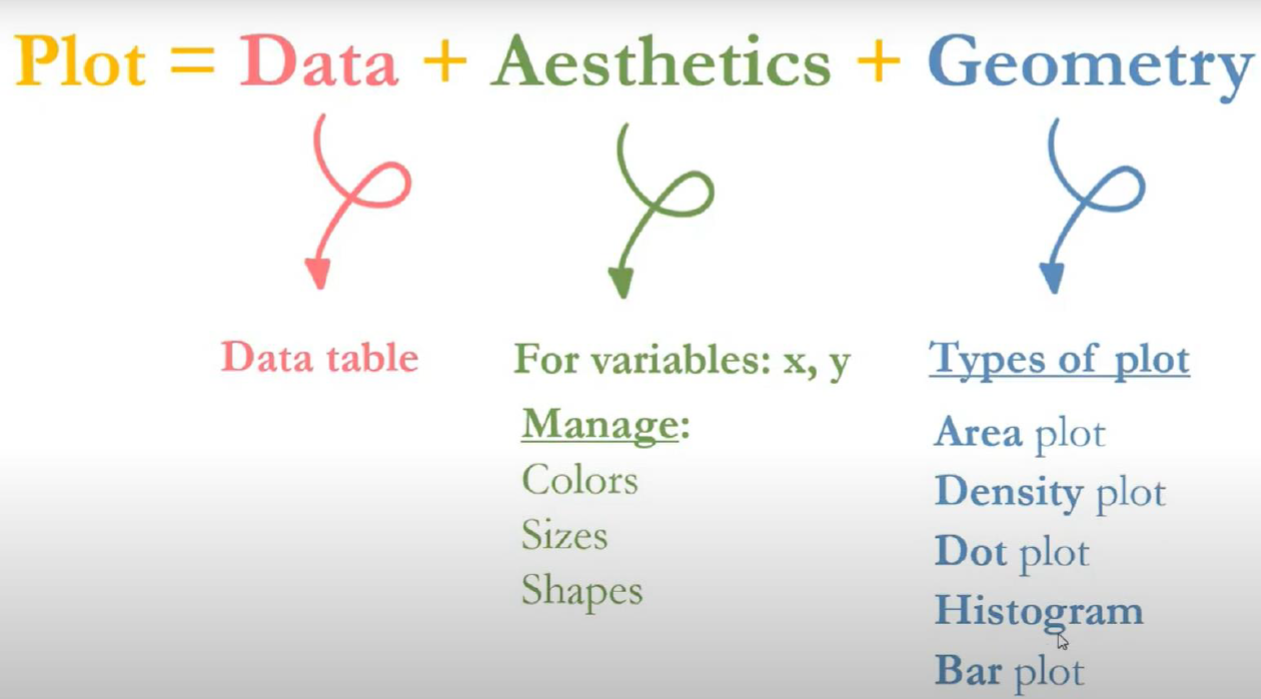 Plot = Data + Aesthetics + Geometry
Data table
For variables: x, y
Manage:
Colors
Sizes
Shapes
Types of plot
Area plot
Density plot
Dot plot
Histogram
Bar plot